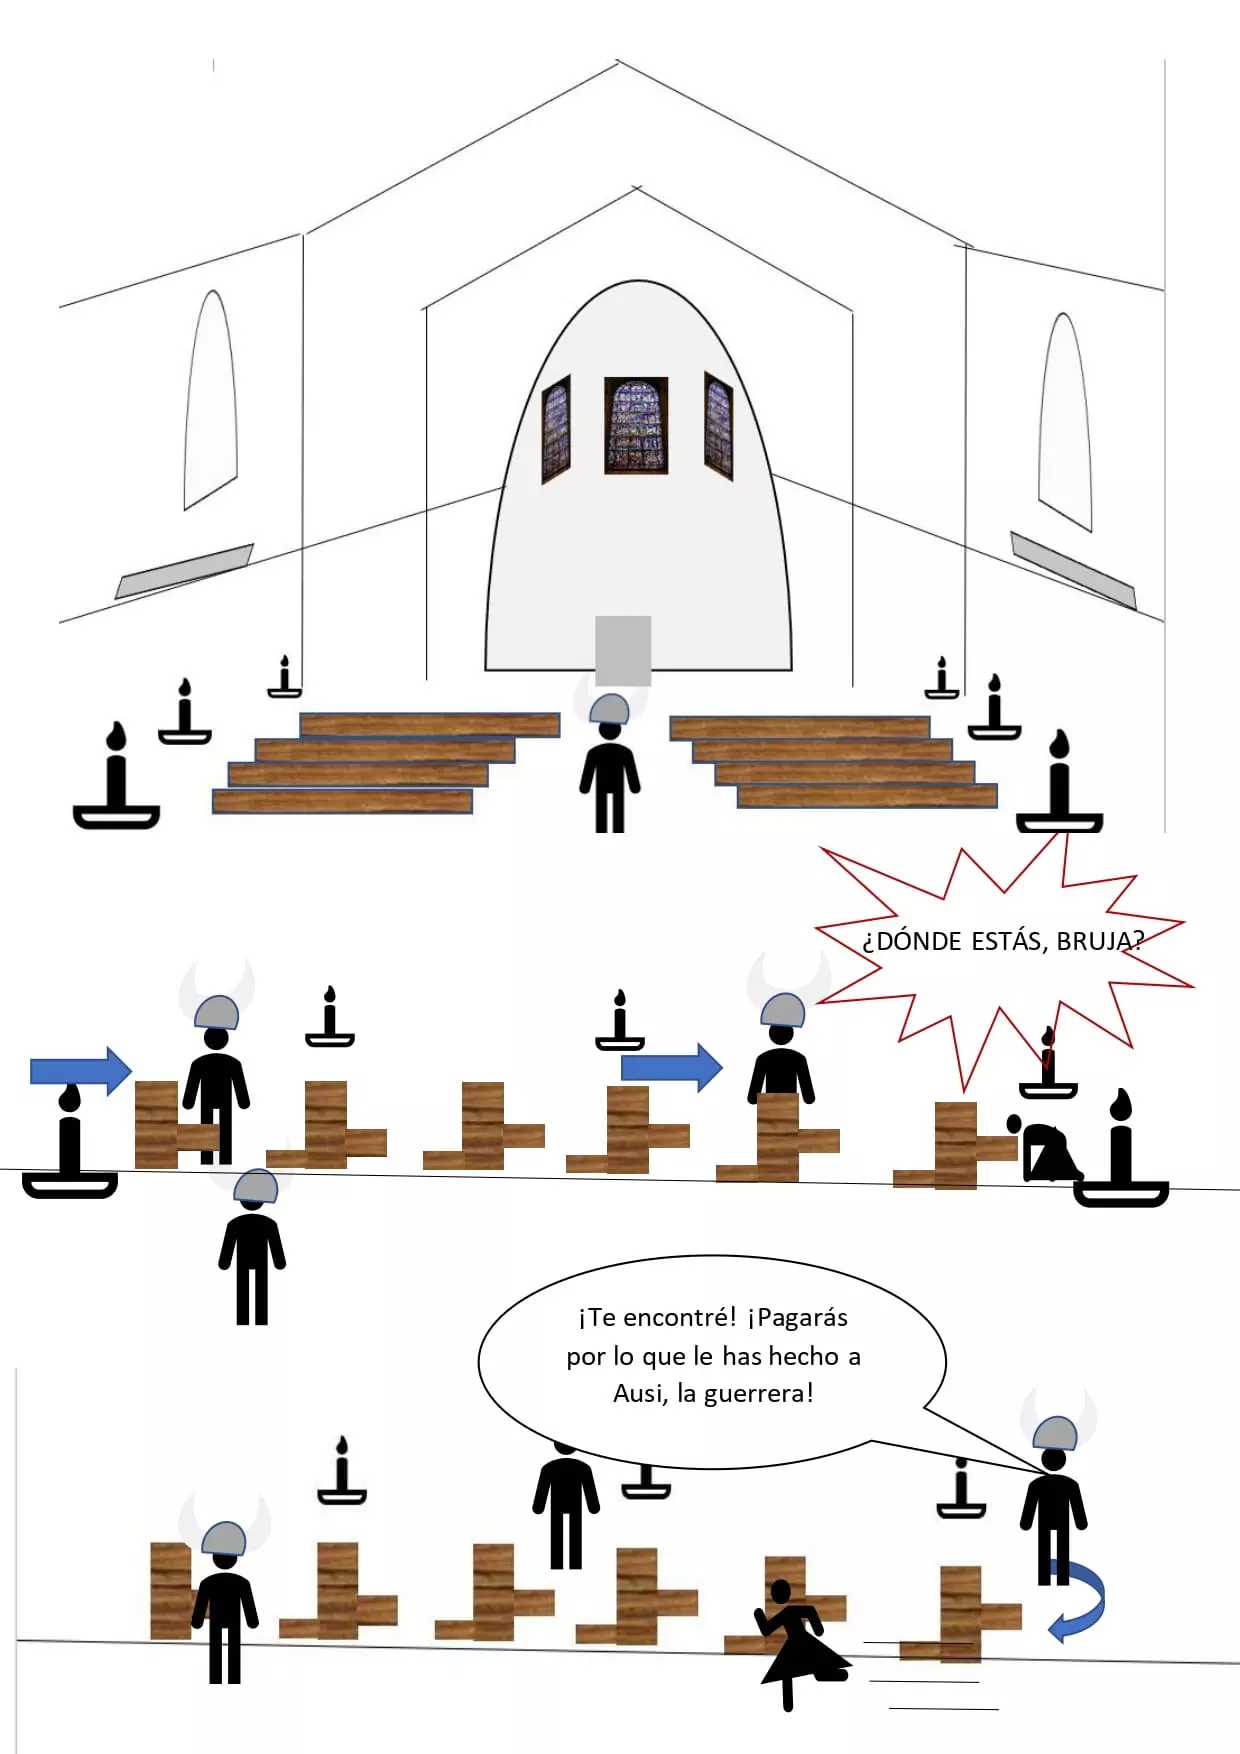 ¿DÓNDE ESTÁS, BRUJA?
¡Te encontré! ¡Pagarás
por lo que le has hecho a
Ausi, la guerrera!